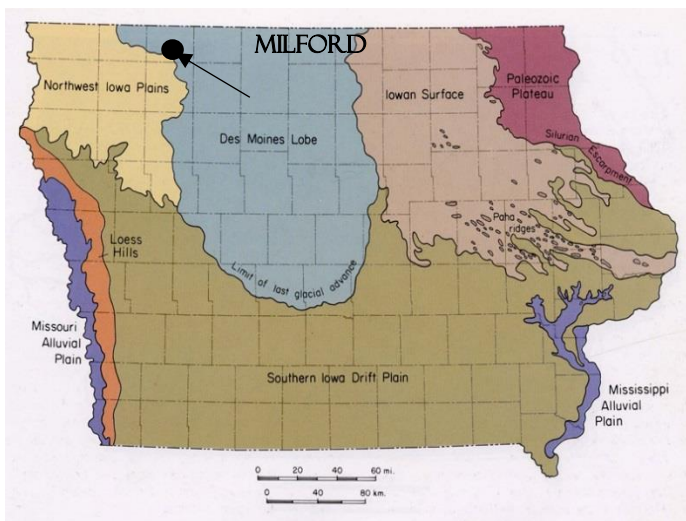 MILFORD
Northwest Iowa Plains
Des Moines Lobe
Iowan Surface
Paleozoic
Plateau
Silurian Escarpment
Paha
ridges
Loess
Hills
Limit of last glacial advance
Missouri
Alluvial
Plain
Southern Iowa Drift Plain
Mississippi
Alluvial
Plain
0 20 40 60 mi.
0 40 80 km.